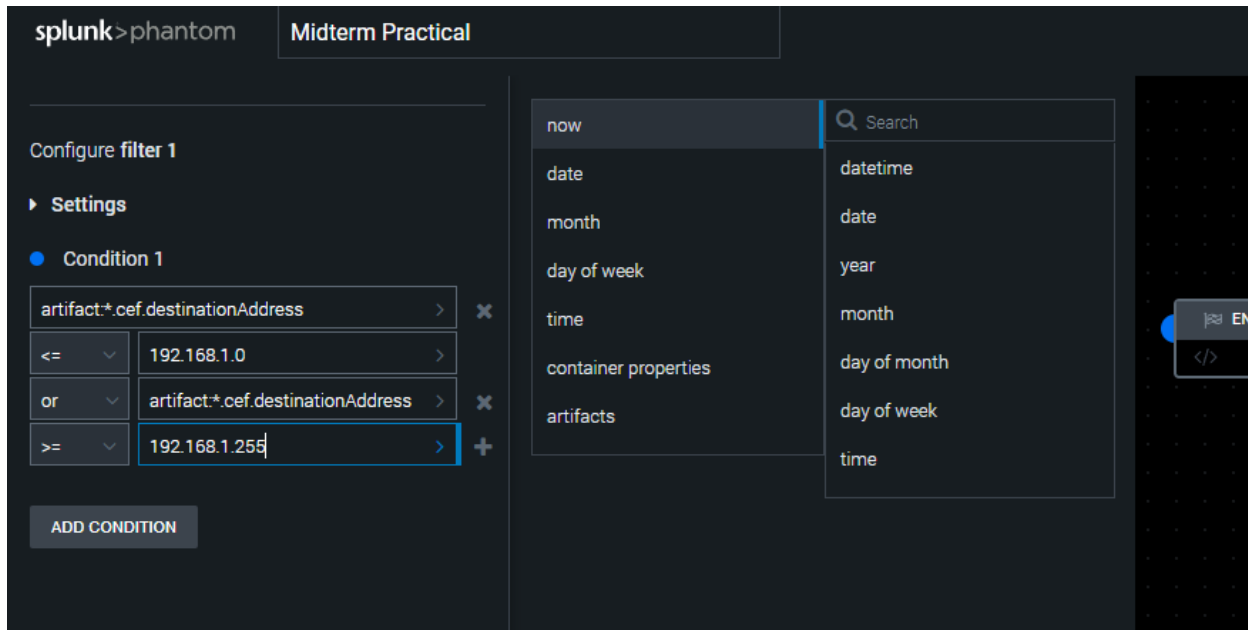 splunk>phantom
Midterm Practical
Configure filter 1
Settings
Condition 1
artifact:*.cef.destinationAddress
<= 192.168.1.0
or artifact:*.cef.destinationAddress
>= 192.168.1.255
ADD CONDITION
now
date
month
day of week
time
container properties
artifacts
Search
datetime
date
year
month
day of month
day of week
time
EN
</>